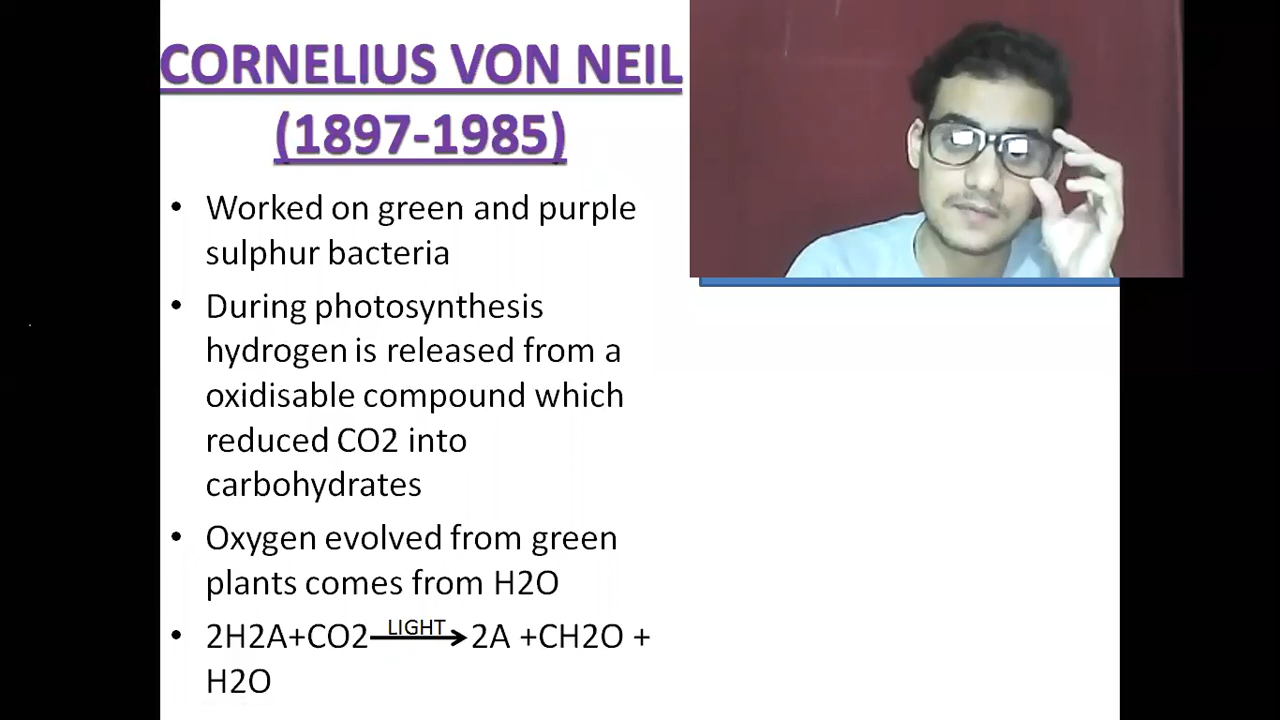 CORNELIUS VON NEIL
(1897-1985)
• Worked on green and purple
sulphur bacteria
• During photosynthesis
hydrogen is released from a
oxidisable compound which
reduced CO2 into
carbohydrates
• Oxygen evolved from green
plants comes from H2O
• 2H2A+CO2 LIGHT 2A +CH2O +
H2O